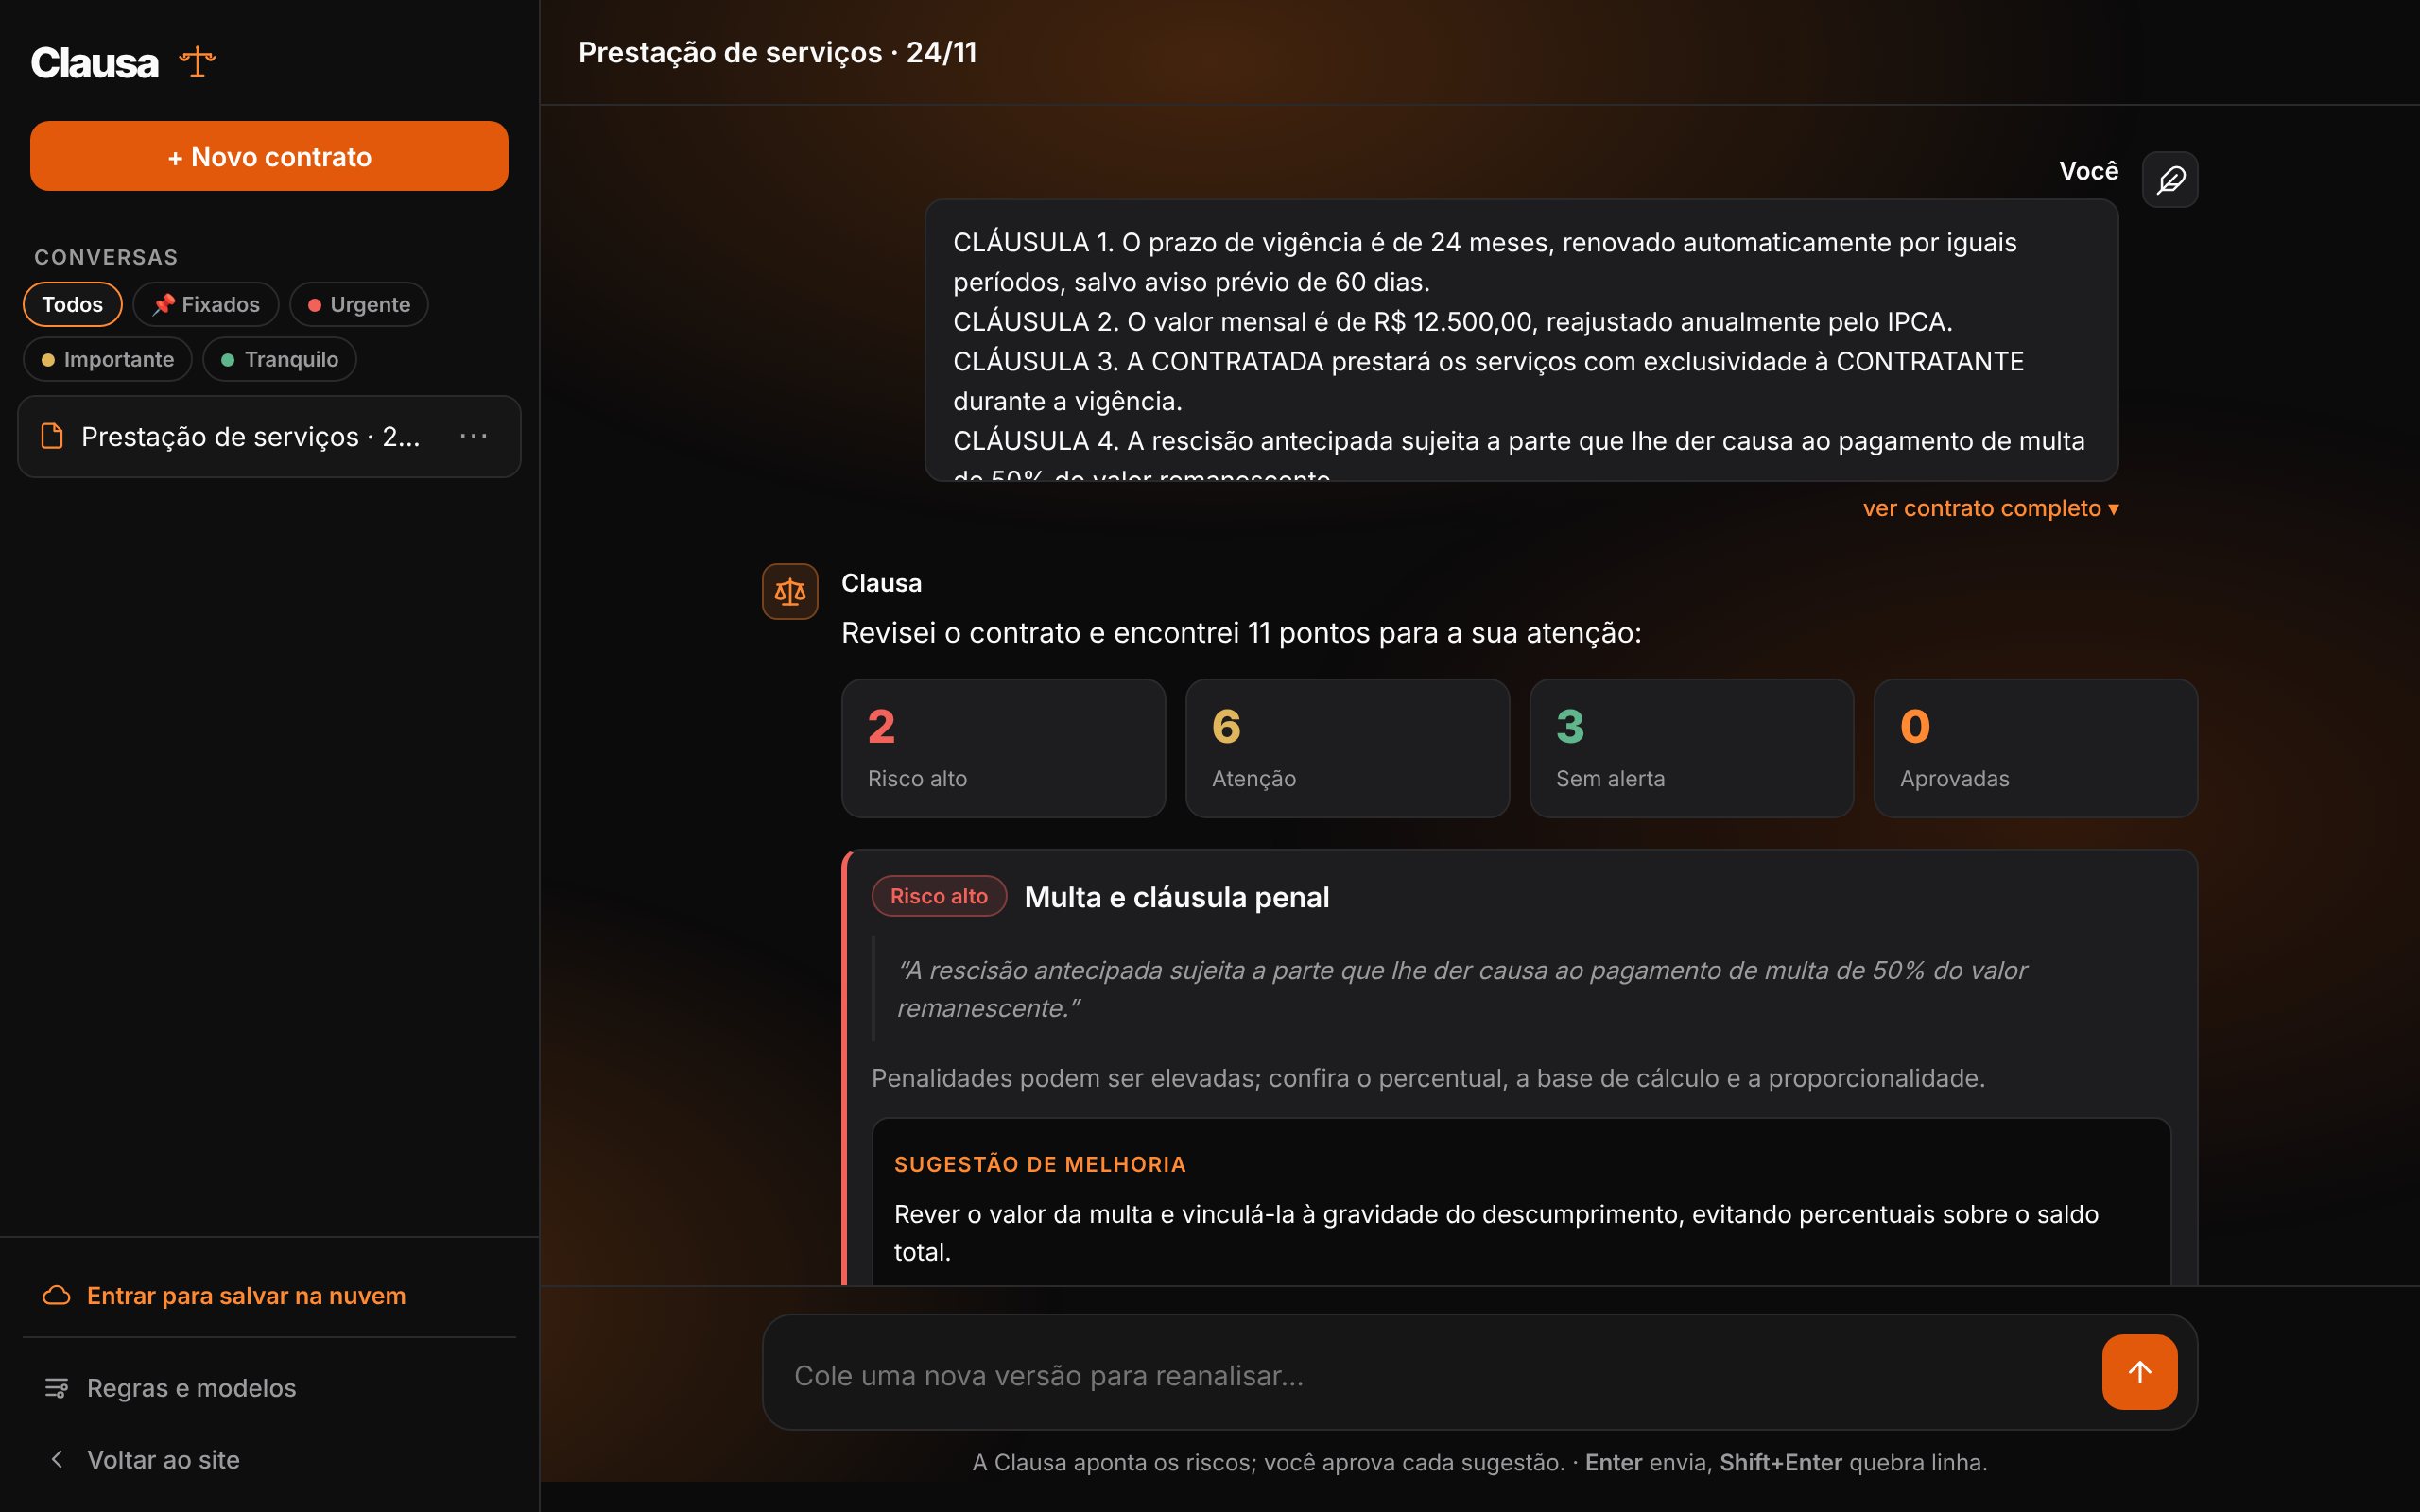 Clausa
+ Novo contrato
CONVERSAS
Todos
📌 Fixados
Urgente
Importante
Tranquilo
Prestação de serviços · 2...
Entrar para salvar na nuvem
Regras e modelos
Voltar ao site
Prestação de serviços · 24/11
Você
CLÁUSULA 1. O prazo de vigência é de 24 meses, renovado automaticamente por iguais
períodos, salvo aviso prévio de 60 dias.
CLÁUSULA 2. O valor mensal é de R$ 12.500,00, reajustado anualmente pelo IPCA.
CLÁUSULA 3. A CONTRATADA prestará os serviços com exclusividade à CONTRATANTE
durante a vigência.
CLÁUSULA 4. A rescisão antecipada sujeita a parte que lhe der causa ao pagamento de multa
de 50% do valor remanescente.
ver contrato completo ▾
Clausa
Revisei o contrato e encontrei 11 pontos para a sua atenção:
2
Risco alto
6
Atenção
3
Sem alerta
0
Aprovadas
Risco alto
Multa e cláusula penal
“A rescisão antecipada sujeita a parte que lhe der causa ao pagamento de multa de 50% do valor
remanescente.”
Penalidades podem ser elevadas; confira o percentual, a base de cálculo e a proporcionalidade.
SUGESTÃO DE MELHORIA
Rever o valor da multa e vinculá-la à gravidade do descumprimento, evitando percentuais sobre o saldo
total.
Cole uma nova versão para reanalisar...
A Clausa aponta os riscos; você aprova cada sugestão. · Enter envia, Shift+Enter quebra linha.